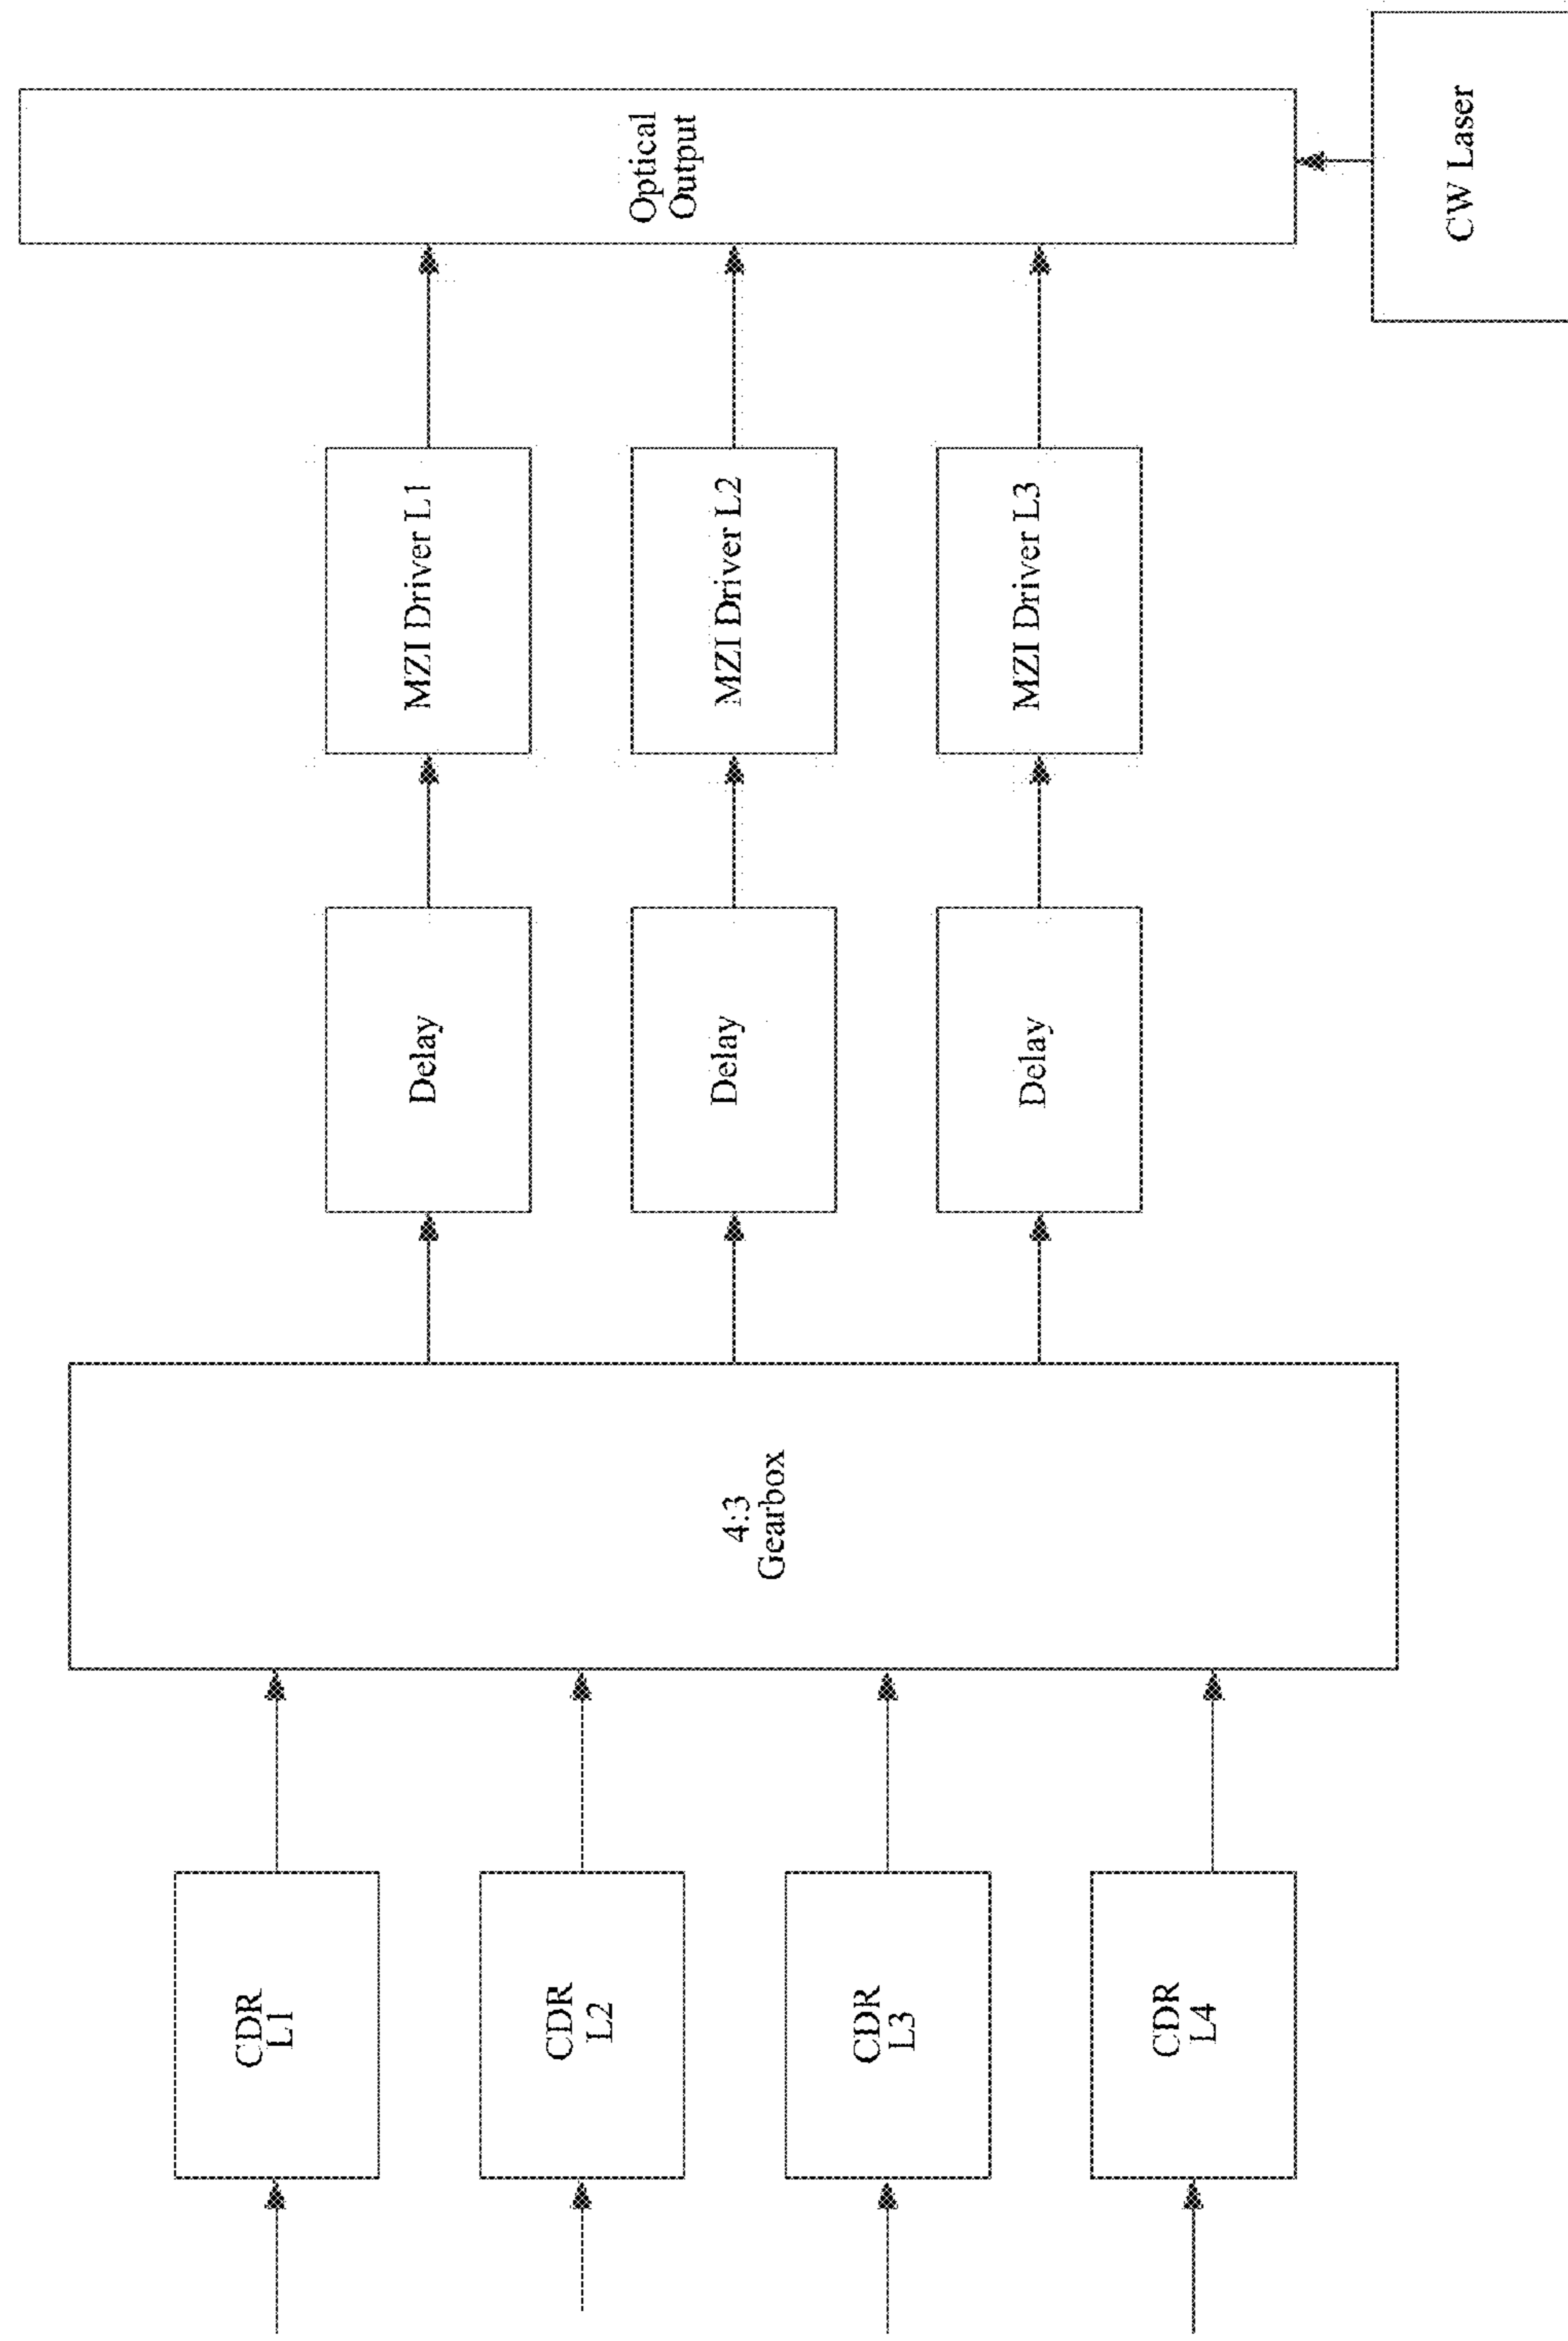 CDR
L1
CDR
L2
CDR
L3
CDR
L4
4:3
Gearbox
Delay
Delay
Delay
MZI Driver L1
MZI Driver L2
MZI Driver L3
Optical
Output
CW Laser